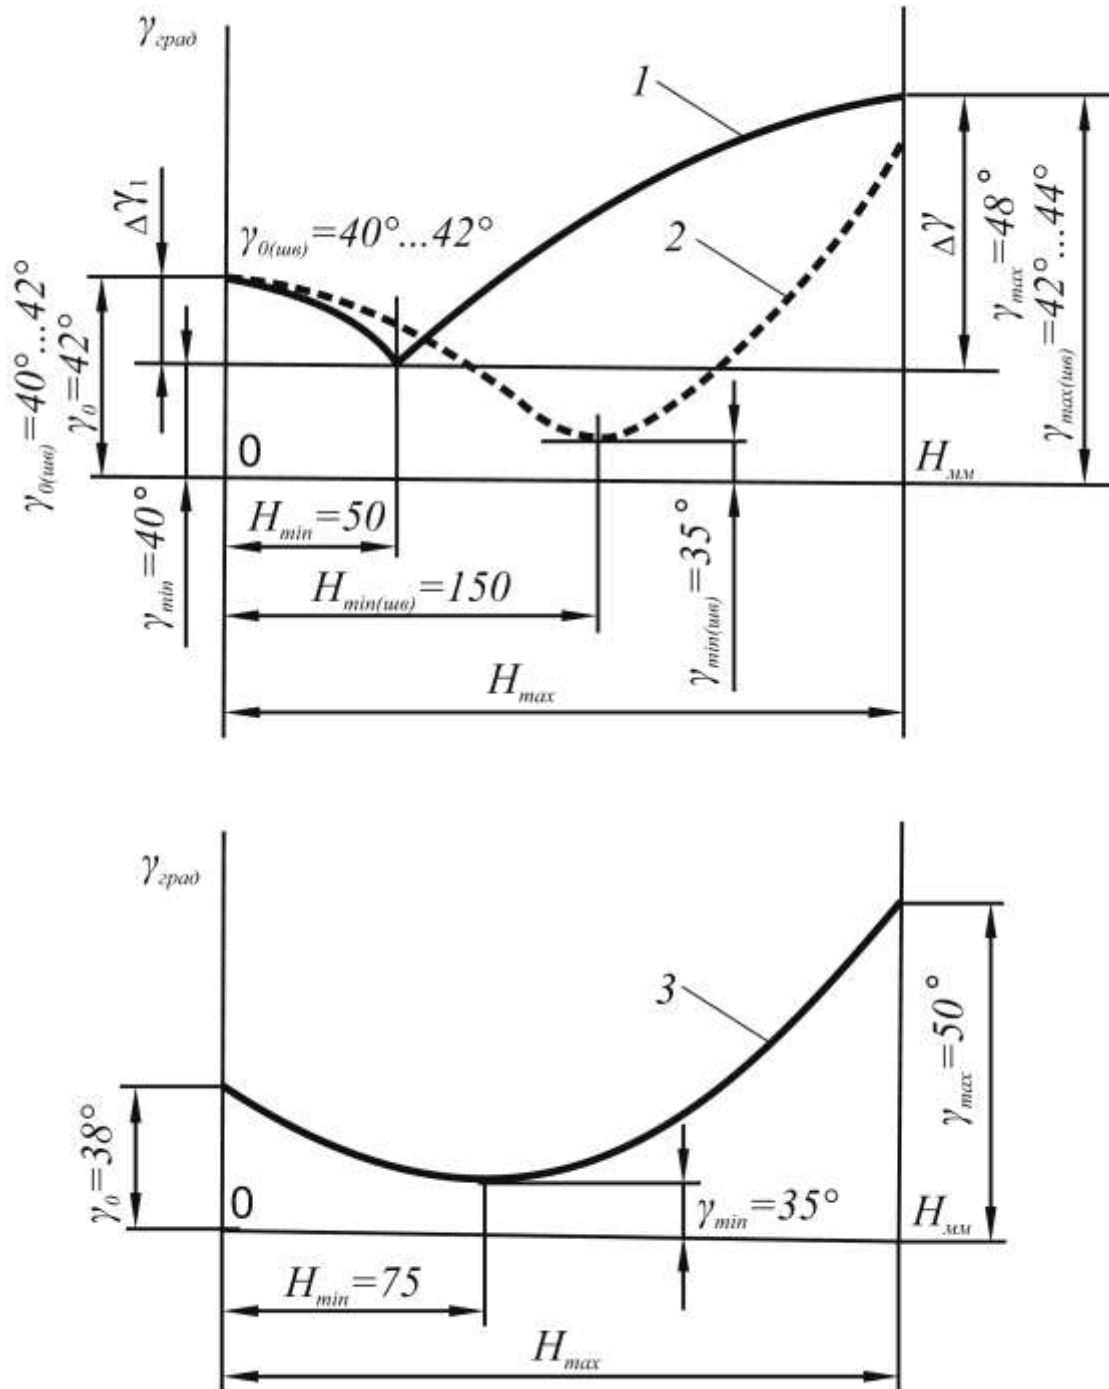 γград
1
Δγ1
γ0(шв)=40°...42°
2
Δγ
γmax=48°
γmax(шв)=42°...44°
γ0(шв)=40°...42°
γ0=42°
0
Hмм
γmin=40°
Hmin=50
Hmin(шв)=150
γmin(шв)=35°
Hmax
γград
3
γmax=50°
γ0=38°
0
γmin=35°
Hмм
Hmin=75
Hmax